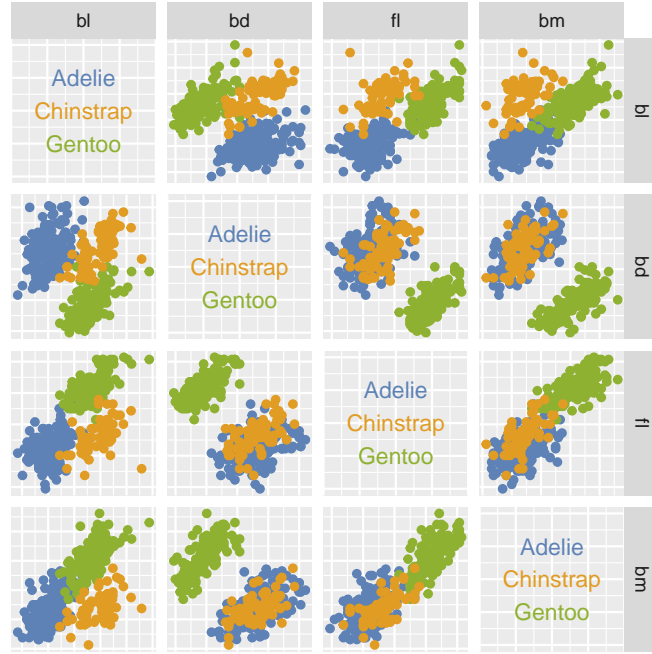 bl bd fl bm
Adelie
Chinstrap
Gentoo
bl
Adelie
Chinstrap
Gentoo
bd
Adelie
Chinstrap
Gentoo
fl
Adelie
Chinstrap
Gentoo
bm